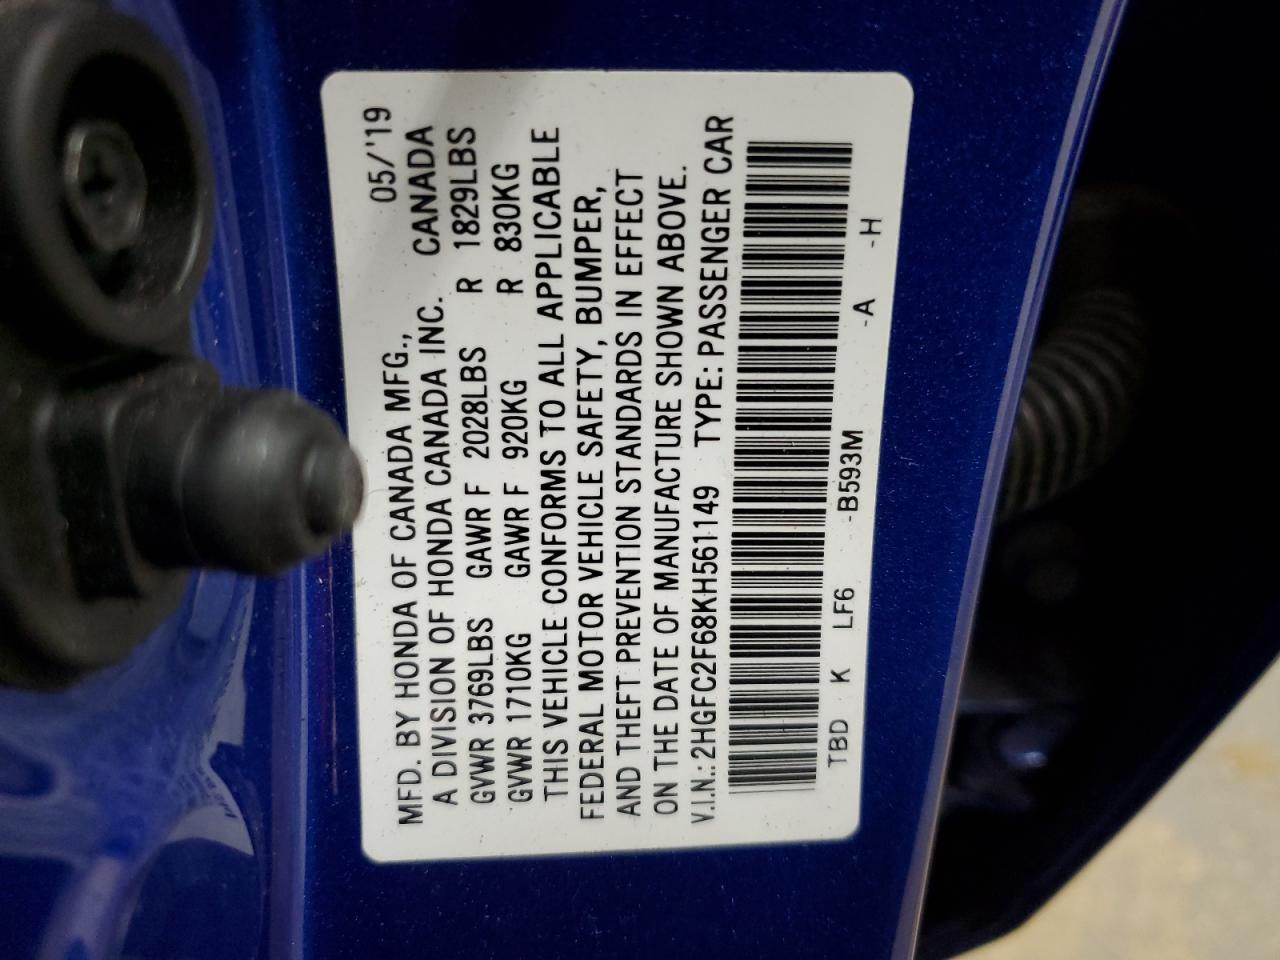 MFD. BY HONDA OF CANADA MFG., 05/'19
A DIVISION OF HONDA CANADA INC. CANADA
GVWR 3769LBS GAWR F 2028LBS R 1829LBS
GVWR 1710KG GAWR F 920KG R 830KG
THIS VEHICLE CONFORMS TO ALL APPLICABLE
FEDERAL MOTOR VEHICLE SAFETY, BUMPER,
AND THEFT PREVENTION STANDARDS IN EFFECT
ON THE DATE OF MANUFACTURE SHOWN ABOVE.
V.I.N.: 2HGFC2F68KH561149 TYPE: PASSENGER CAR
TBD K LF6 -B593M -A -H